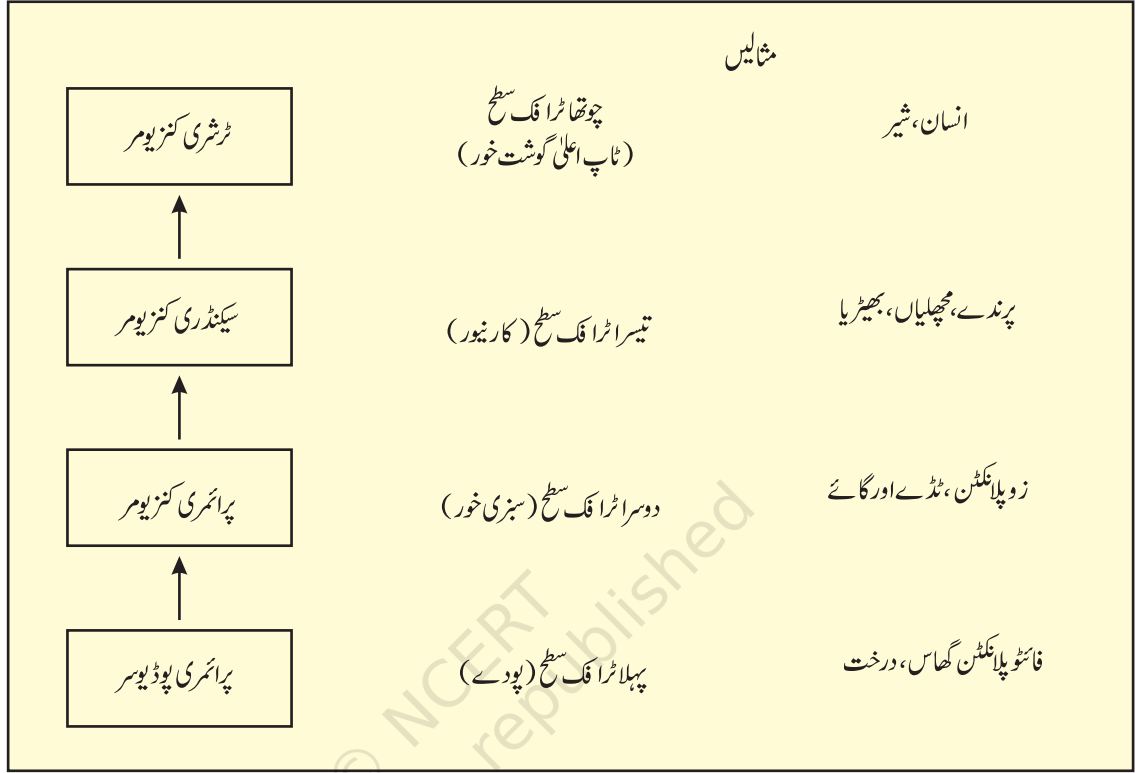 مثالیں
ٹرشری کنزیومر
چوتھا ٹرافک سطح
(ٹاپ اعلیٰ گوشت خور)
انسان، شیر
سیکنڈری کنزیومر
تیسرا ٹرافک سطح (کارنیور)
پرندے، مچھلیاں، بھیڑیا
پرائمری کنزیومر
دوسرا ٹرافک سطح (سبزی خور)
زوپلانکٹن، ٹڈے اور گائے
پرائمری پوڈیوسر
پہلا ٹرافک سطح (پودے)
فائٹوپلانکٹن گھاس، درخت
© NCERT
republished